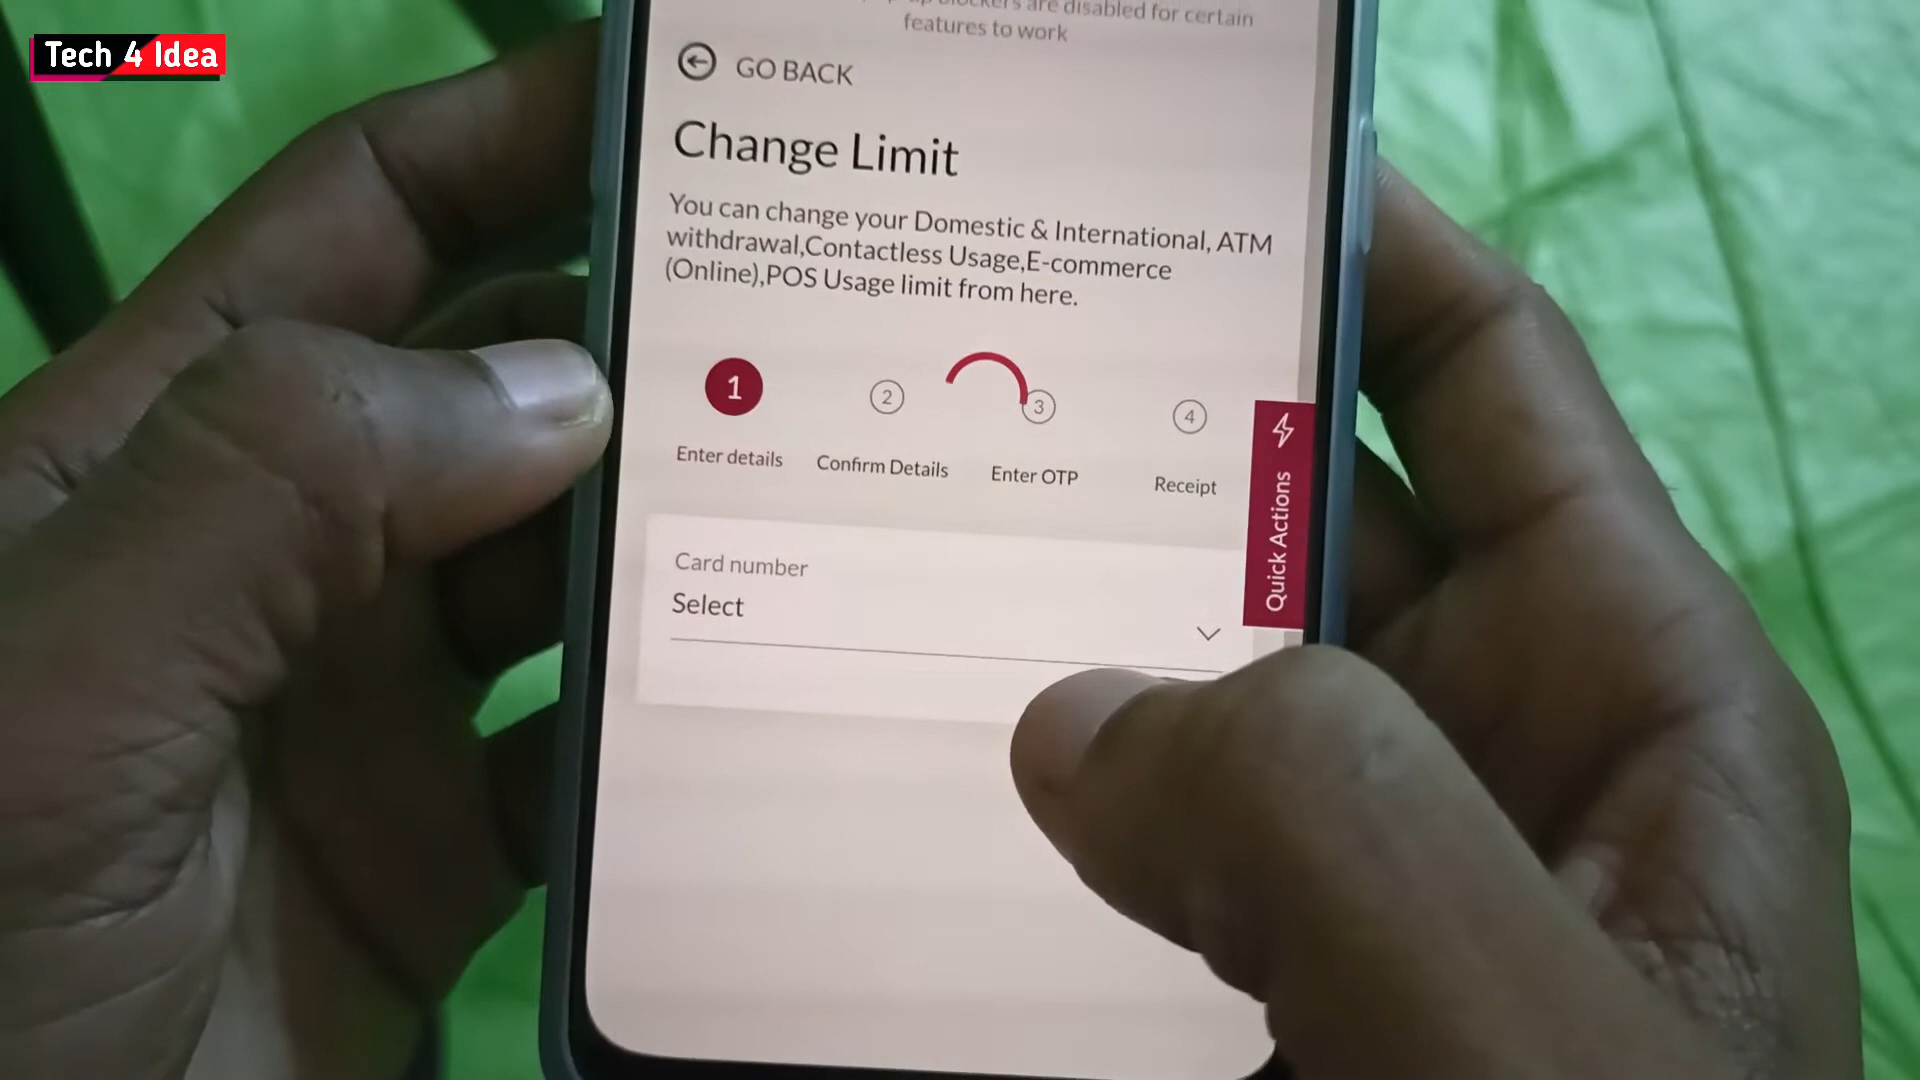 Tech 4 Idea
are disabled for certain
features to work
GO BACK
Change Limit
You can change your Domestic & International, ATM
withdrawal,Contactless Usage,E-commerce
(Online),POS Usage limit from here.
1
2
3
4
Enter details
Confirm Details
Enter OTP
Receipt
Quick Actions
Card number
Select